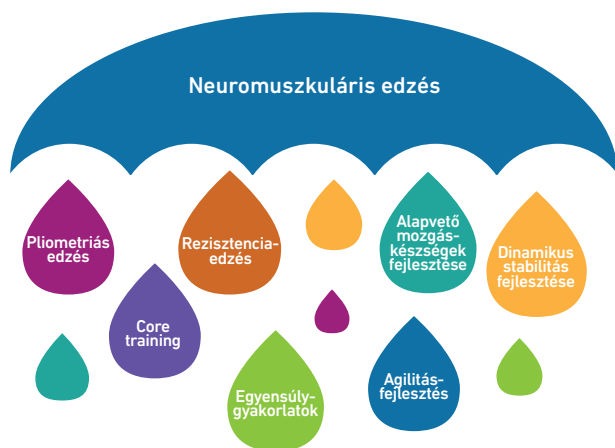 Neuromuszkuláris edzés
Pliometriás
edzés
Rezisztencia-
edzés
Alapvető
mozgás-
készségek
fejlesztése
Dinamikus
stabilitás
fejlesztése
Core
training
Egyensúly-
gyakorlatok
Agilitás-
fejlesztés